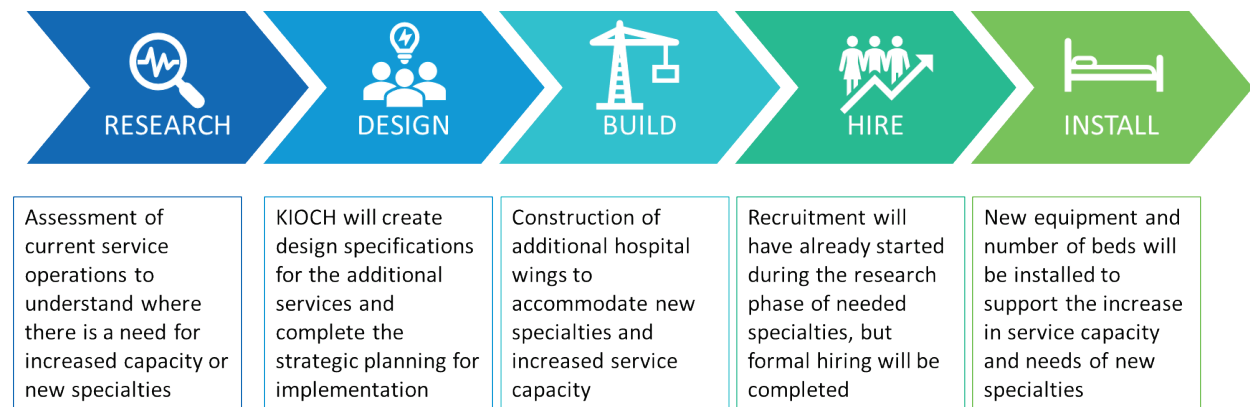 RESEARCH
DESIGN
BUILD
HIRE
INSTALL
Assessment of
current service
operations to
understand where
there is a need for
increased capacity or
new specialties
KIOCH will create
design specifications
for the additional
services and
complete the
strategic planning for
implementation
Construction of
additional hospital
wings to
accommodate new
specialties and
increased service
capacity
Recruitment will
have already started
during the research
phase of needed
specialties, but
formal hiring will be
completed
New equipment and
number of beds will
be installed to
support the increase
in service capacity
and needs of new
specialties